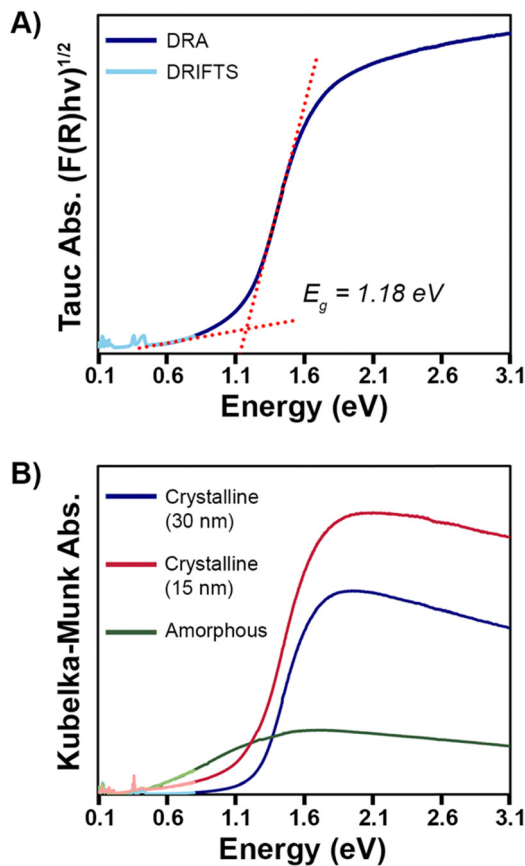 A)
Tauc Abs. (F(R)hv)1/2
DRA
DRIFTS
Eg = 1.18 eV
0.1 0.6 1.1 1.6 2.1 2.6 3.1
Energy (eV)
B)
Kubelka-Munk Abs.
Crystalline
(30 nm)
Crystalline
(15 nm)
Amorphous
0.1 0.6 1.1 1.6 2.1 2.6 3.1
Energy (eV)